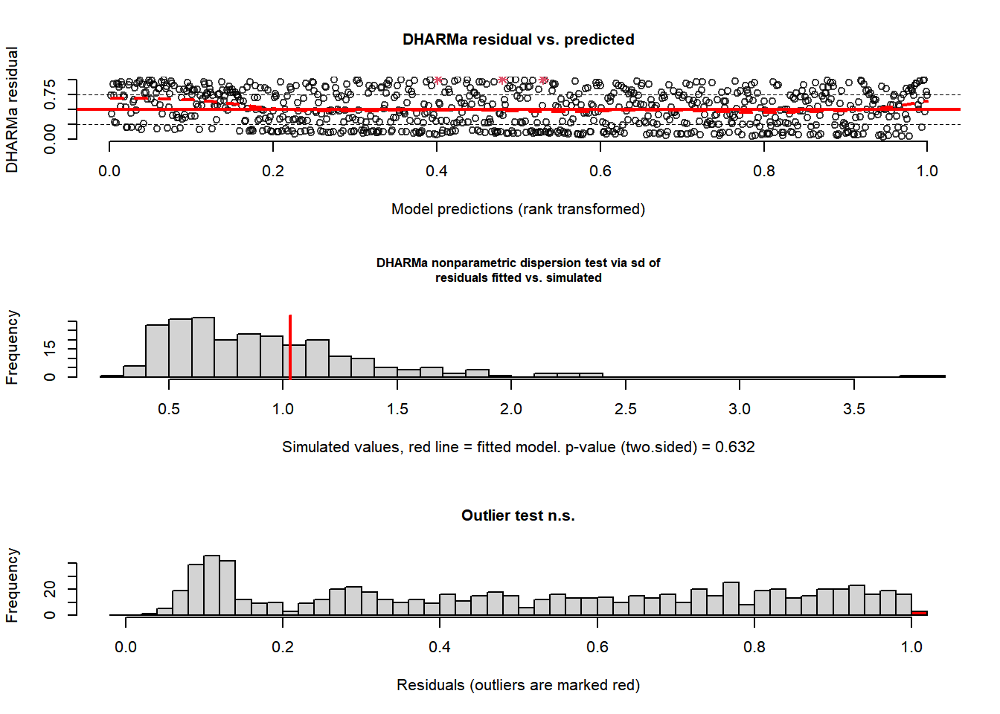 DHARMa residual vs. predicted
DHARMa residual
0.00 0.75
0.0 0.2 0.4 0.6 0.8 1.0
Model predictions (rank transformed)
DHARMa nonparametric dispersion test via sd of
residuals fitted vs. simulated
Frequency
0 15
0.5 1.0 1.5 2.0 2.5 3.0 3.5
Simulated values, red line = fitted model. p-value (two.sided) = 0.632
Outlier test n.s.
Frequency
0 20
0.0 0.2 0.4 0.6 0.8 1.0
Residuals (outliers are marked red)